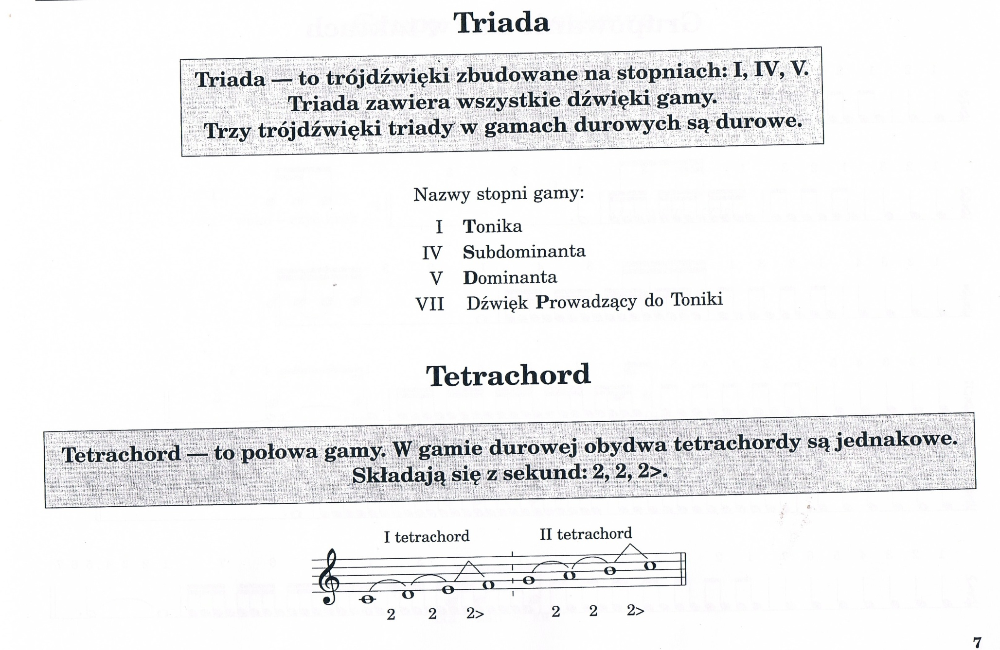 Triada
Triada — to trójdźwięki zbudowane na stopniach: I, IV, V.
Triada zawiera wszystkie dźwięki gamy.
Trzy trójdźwięki triady w gamach durowych są durowe.
Nazwy stopni gamy:
I Tonika
IV Subdominanta
V Dominanta
VII Dźwięk Prowadzący do Toniki
Tetrachord
Tetrachord — to połowa gamy. W gamie durowej obydwa tetrachordy są jednakowe.
Składają się z sekund: 2, 2, 2>.
I tetrachord II tetrachord
2 2 2> 2 2 2>
7